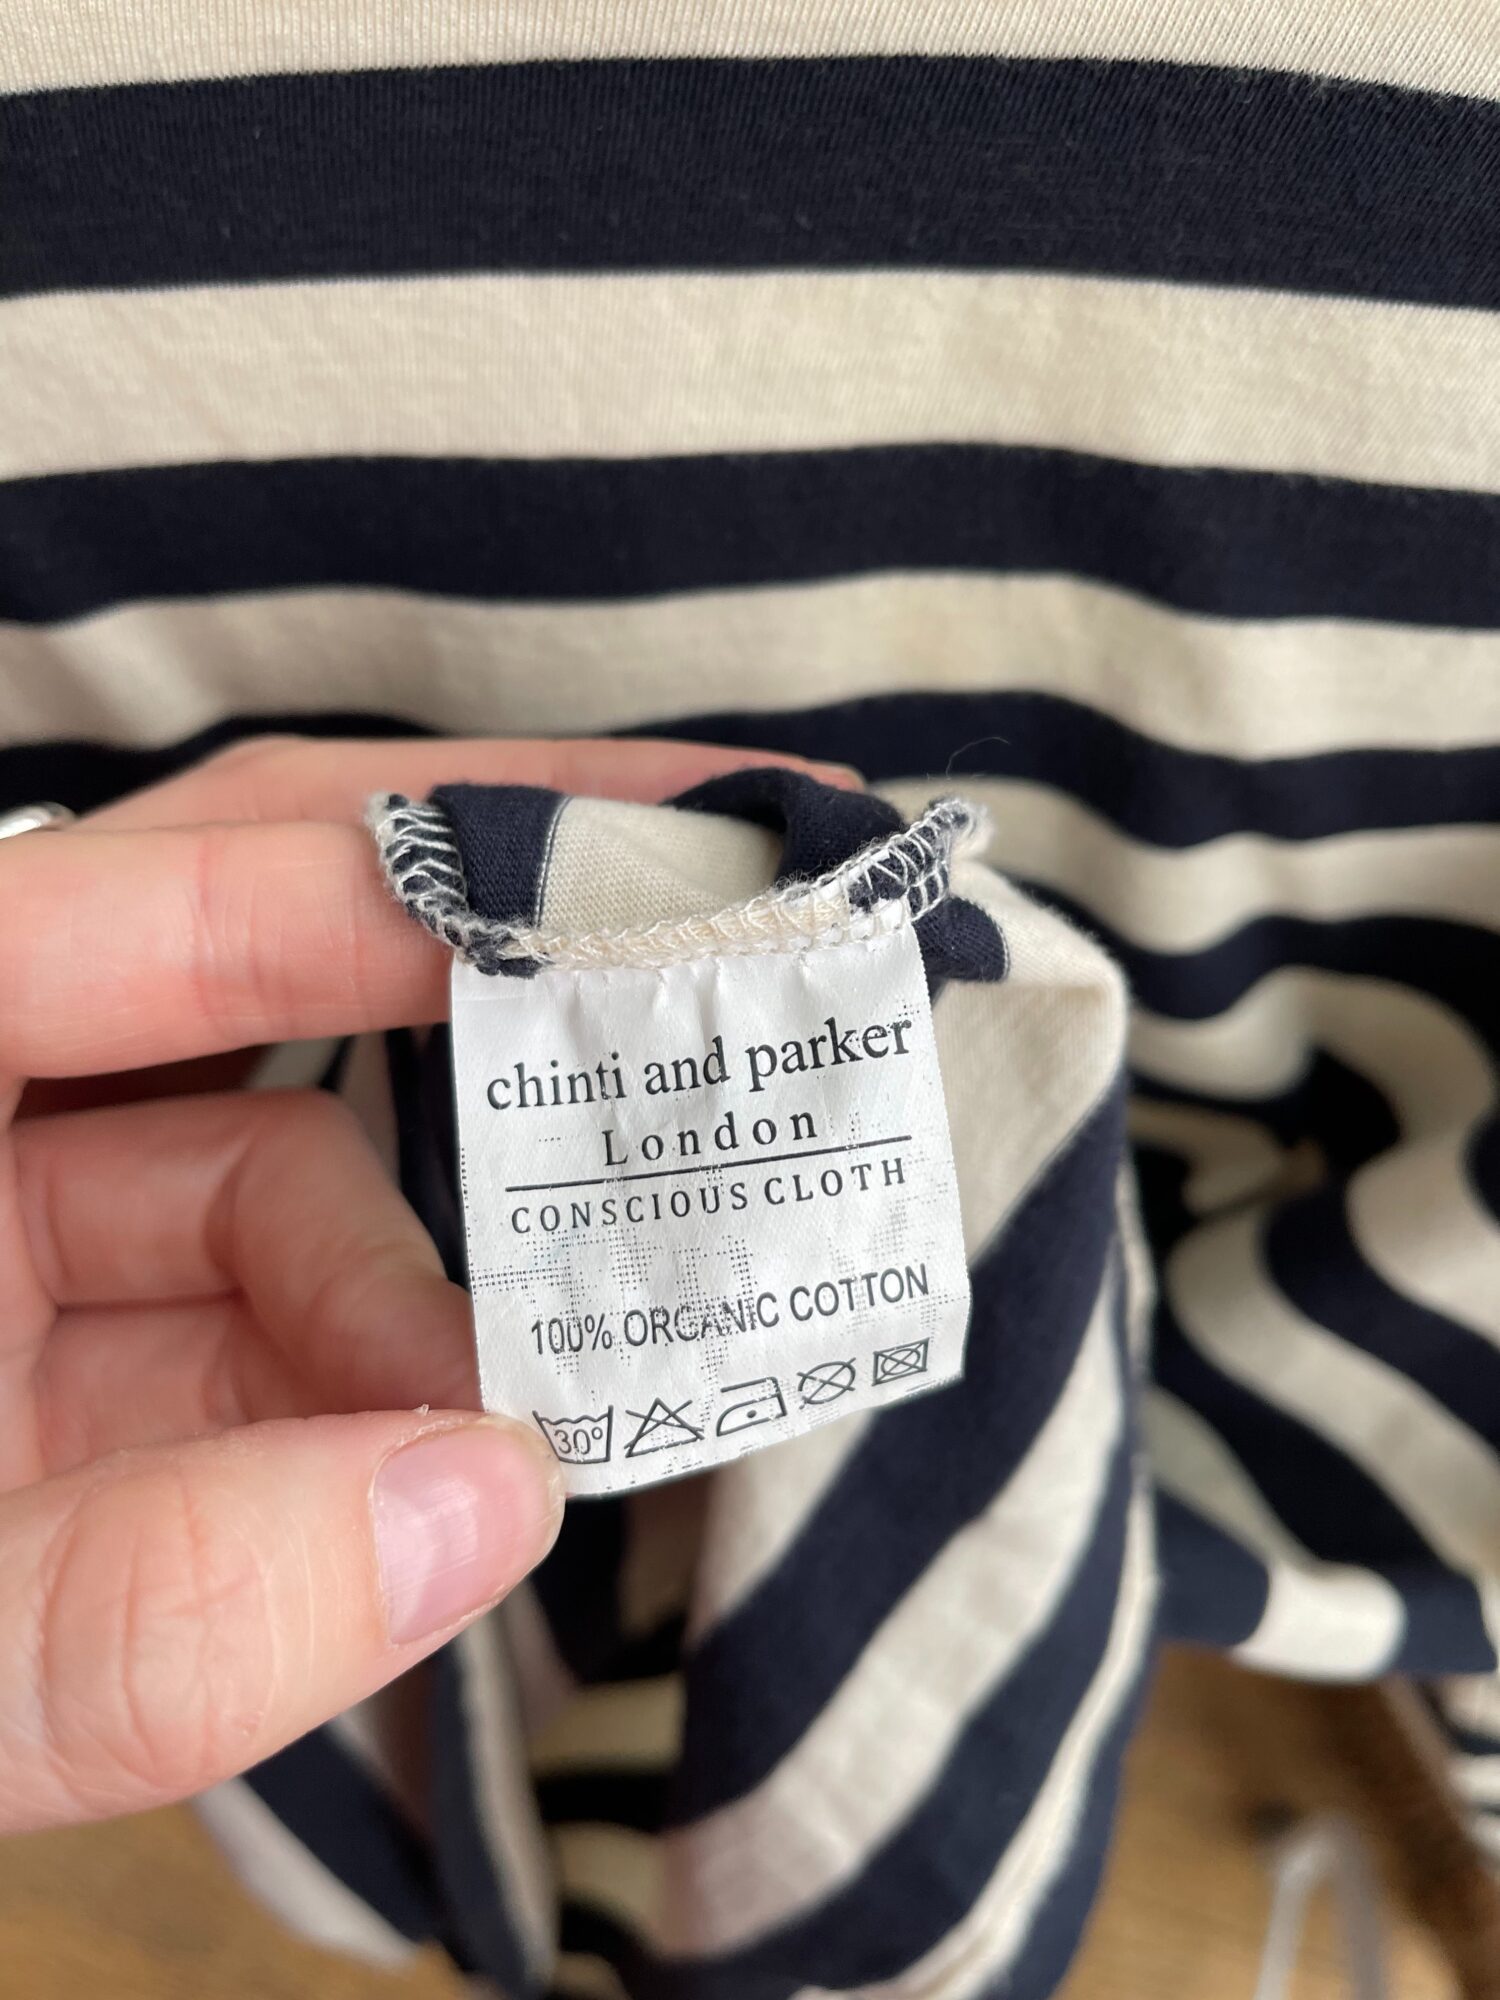 chinti and parker
London
CONSCIOUS CLOTH
100% ORGANIC COTTON
30°